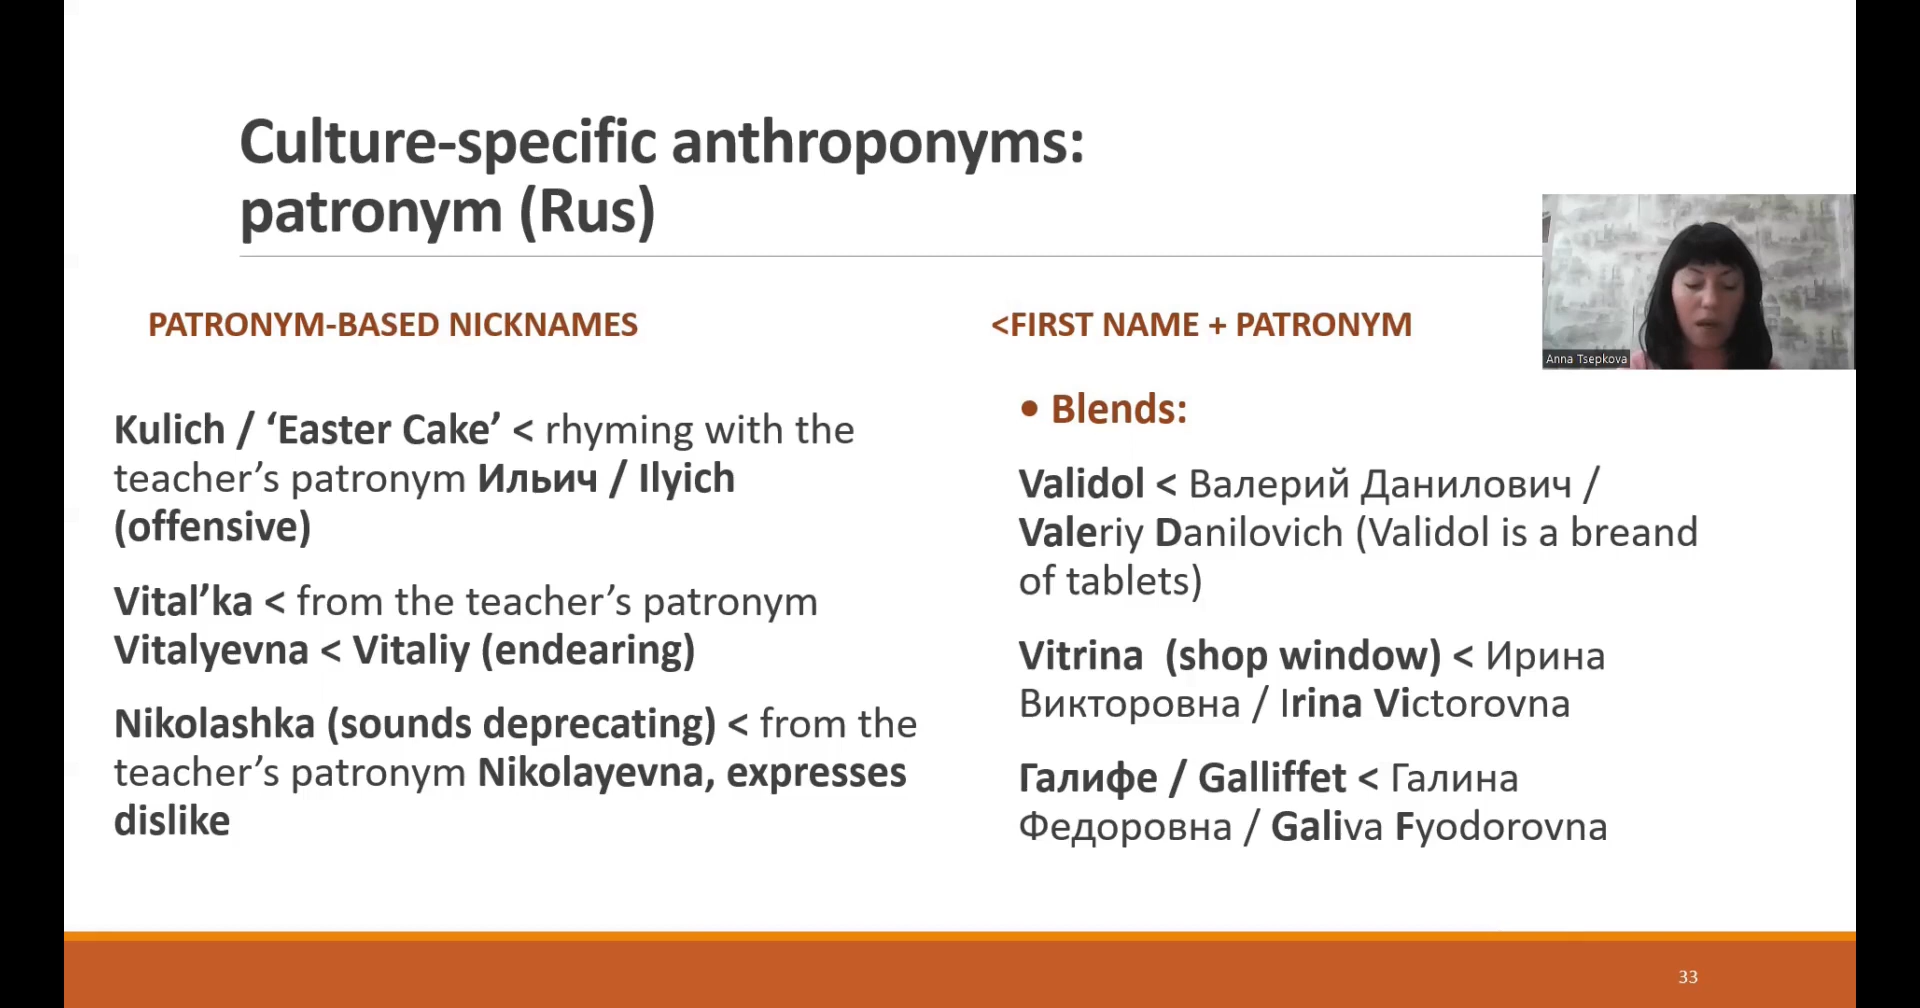 Culture-specific anthroponyms:
patronym (Rus)
PATRONYM-BASED NICKNAMES
Kulich / ‘Easter Cake’ < rhyming with the
teacher’s patronym Ильич / Ilyich
(offensive)
Vital’ka < from the teacher’s patronym
Vitalyevna < Vitaliy (endearing)
Nikolashka (sounds deprecating) < from the
teacher’s patronym Nikolayevna, expresses
dislike
<FIRST NAME + PATRONYM
• Blends:
Validol < Валерий Данилович /
Valeriy Danilovich (Validol is a breand
of tablets)
Vitrina (shop window) < Ирина
Викторовна / Irina Victorovna
Галифе / Galliffet < Галина
Федоровна / Galiva Fyodorovna
Anna Tsepkova
33